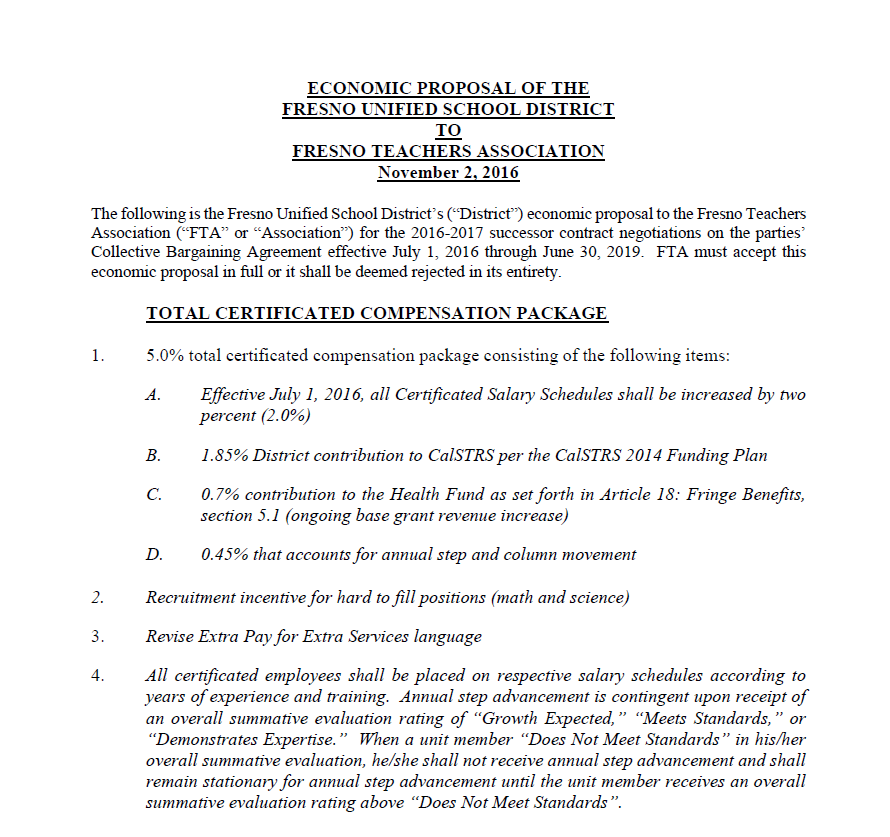 ECONOMIC PROPOSAL OF THE
FRESNO UNIFIED SCHOOL DISTRICT
TO
FRESNO TEACHERS ASSOCIATION
November 2, 2016
The following is the Fresno Unified School District's (“District”) economic proposal to the Fresno Teachers
Association (“FTA” or “Association”) for the 2016-2017 successor contract negotiations on the parties’
Collective Bargaining Agreement effective July 1, 2016 through June 30, 2019. FTA must accept this
economic proposal in full or it shall be deemed rejected in its entirety.
TOTAL CERTIFICATED COMPENSATION PACKAGE
1. 5.0% total certificated compensation package consisting of the following items:
A. Effective July 1, 2016, all Certificated Salary Schedules shall be increased by two
percent (2.0%)
B. 1.85% District contribution to CalSTRS per the CalSTRS 2014 Funding Plan
C. 0.7% contribution to the Health Fund as set forth in Article 18: Fringe Benefits,
section 5.1 (ongoing base grant revenue increase)
D. 0.45% that accounts for annual step and column movement
2. Recruitment incentive for hard to fill positions (math and science)
3. Revise Extra Pay for Extra Services language
4. All certificated employees shall be placed on respective salary schedules according to
years of experience and training. Annual step advancement is contingent upon receipt of
an overall summative evaluation rating of “Growth Expected,” “Meets Standards,” or
“Demonstrates Expertise.” When a unit member “Does Not Meet Standards” in his/her
overall summative evaluation, he/she shall not receive annual step advancement and shall
remain stationary for annual step advancement until the unit member receives an overall
summative evaluation rating above “Does Not Meet Standards”.